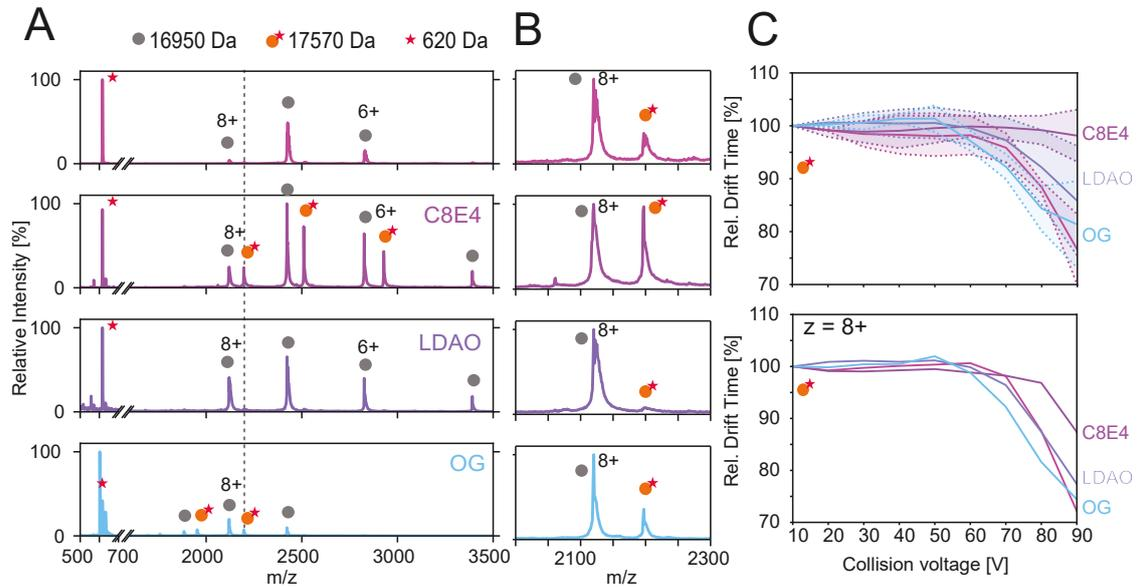 A
B
C
16950 Da 17570 Da 620 Da
Relative Intensity [%]
100
0
8+
6+
100
0
8+
6+
C8E4
100
0
8+
6+
LDAO
100
0
8+
OG
500 700 2000 2500 3000 3500
m/z
8+
8+
8+
8+
2100 2300
m/z
Rel. Drift Time [%]
110
100
90
80
70
C8E4
LDAO
OG
Rel. Drift Time [%]
z = 8+
110
100
90
80
70
C8E4
LDAO
OG
10 20 30 40 50 60 70 80 90
Collision voltage [V]